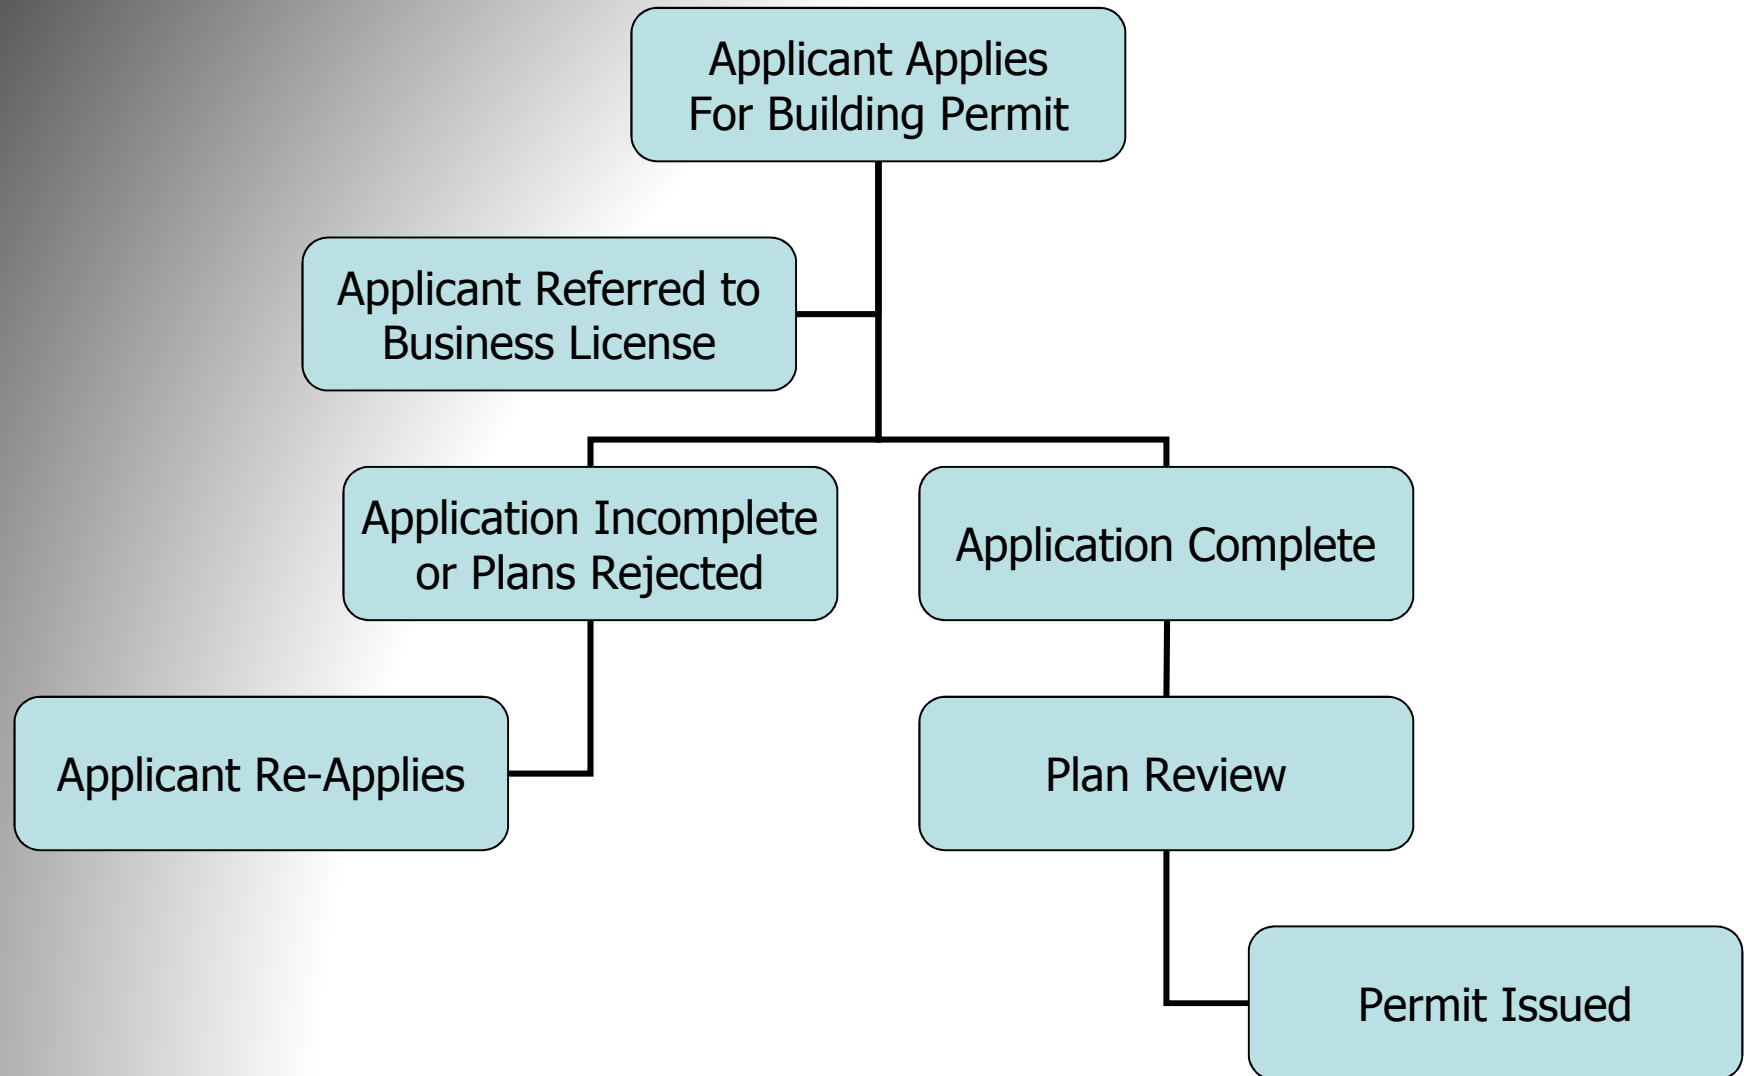 Applicant Applies
For Building Permit
Applicant Referred to
Business License
Application Incomplete
or Plans Rejected
Application Complete
Applicant Re-Applies
Plan Review
Permit Issued